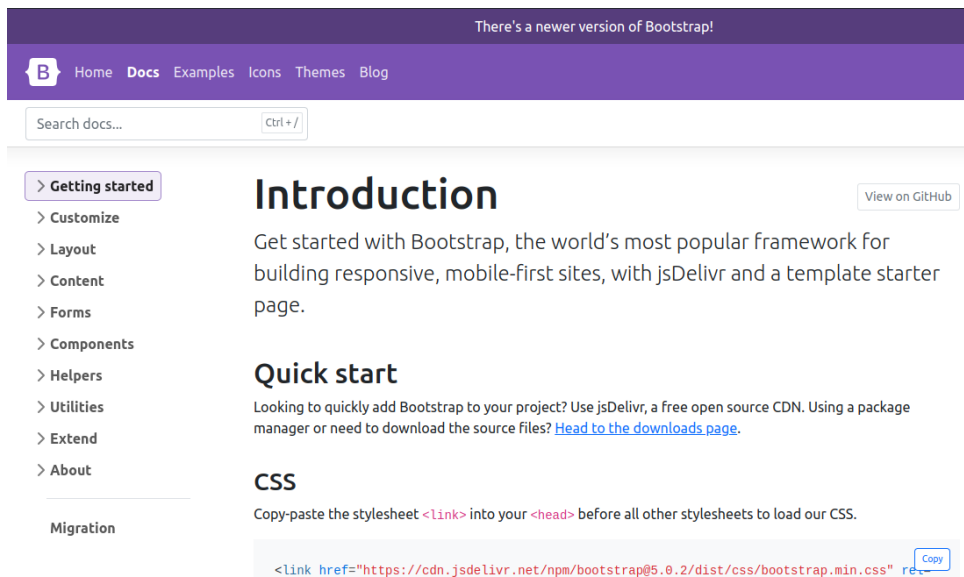 There's a newer version of Bootstrap!
B Home Docs Examples Icons Themes Blog
Search docs... Ctrl + /
Getting started
Customize
Layout
Content
Forms
Components
Helpers
Utilities
Extend
About
Migration
Introduction
View on GitHub
Get started with Bootstrap, the world’s most popular framework for
building responsive, mobile-first sites, with jsDelivr and a template starter
page.
Quick start
Looking to quickly add Bootstrap to your project? Use jsDelivr, a free open source CDN. Using a package
manager or need to download the source files? Head to the downloads page.
CSS
Copy-paste the stylesheet <link> into your <head> before all other stylesheets to load our CSS.
Copy
<link href="https://cdn.jsdelivr.net/npm/bootstrap@5.0.2/dist/css/bootstrap.min.css"